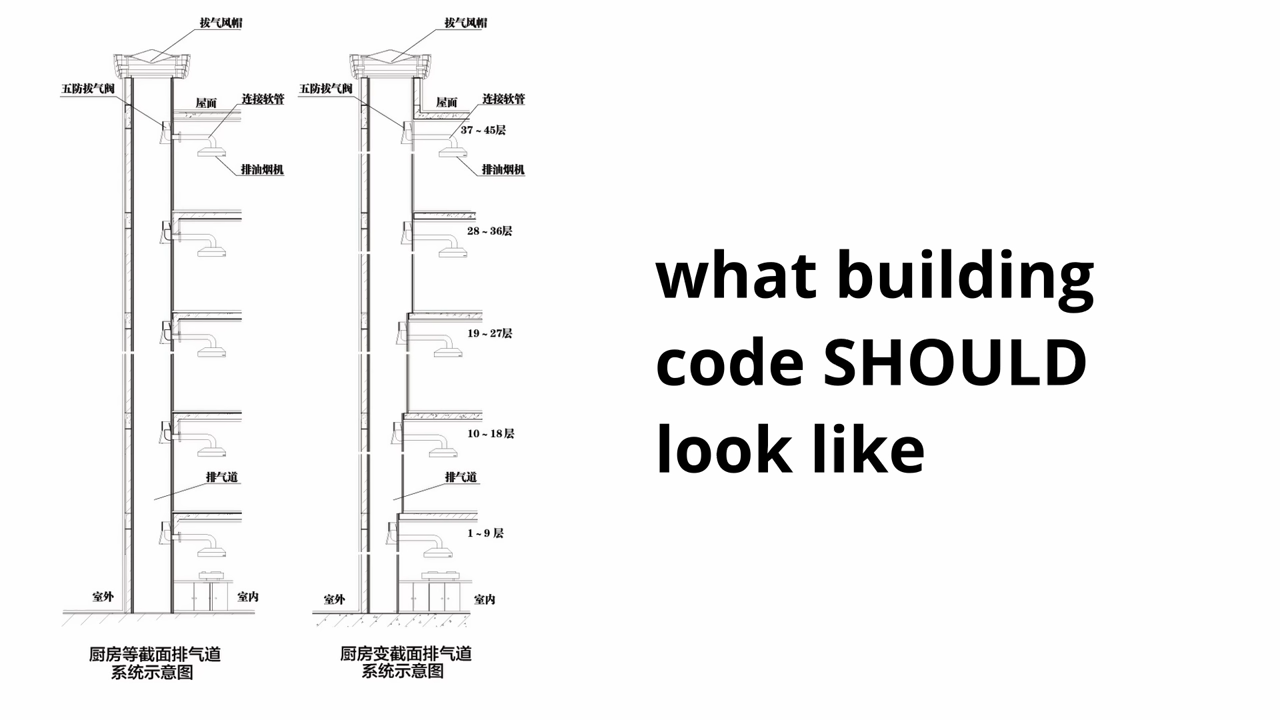 拔气风帽
五防拔气阀
屋面
连接软管
排油烟机
排气道
室外
室内
厨房等截面排气道
系统示意图
拔气风帽
五防拔气阀
屋面
连接软管
37~45层
排油烟机
28~36层
19~27层
10~18层
排气道
1~9 层
室外
室内
厨房变截面排气道
系统示意图
what building
code SHOULD
look like